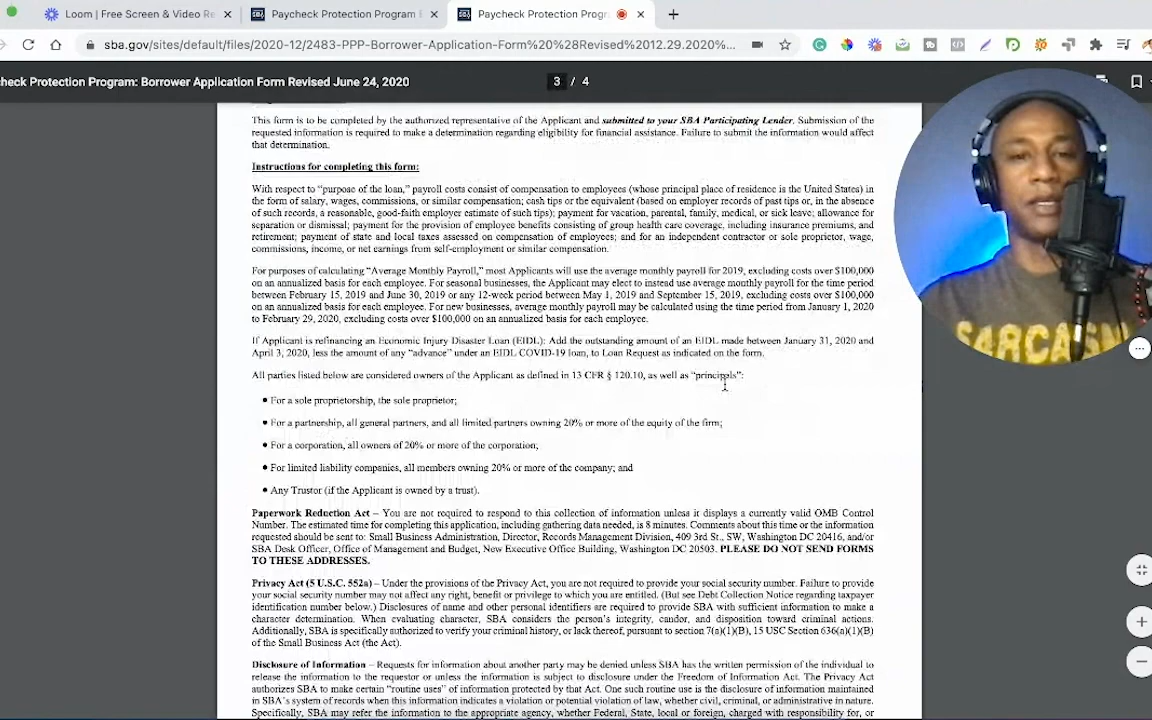 Loom | Free Screen & Video Re
Paycheck Protection Program
Paycheck Protection Progr
sba.gov/sites/default/files/2020-12/2483-PPP-Borrower-Application-Form%20%28Revised%2012.29.2020%...
check Protection Program: Borrower Application Form Revised June 24, 2020
3 / 4
This form is to be completed by the authorized representative of the Applicant and submitted to your SBA Participating Lender. Submission of the
requested information is required to make a determination regarding eligibility for financial assistance. Failure to submit the information would affect
that determination.
Instructions for completing this form:
With respect to “purpose of the loan,” payroll costs consist of compensation to employees (whose principal place of residence is the United States) in
the form of salary, wages, commissions, or similar compensation; cash tips or the equivalent (based on employer records of past tips or, in the absence
of such records, a reasonable, good-faith employer estimate of such tips); payment for vacation, parental, family, medical, or sick leave; allowance for
separation or dismissal; payment for the provision of employee benefits consisting of group health care coverage, including insurance premiums, and
retirement; payment of state and local taxes assessed on compensation of employees; and for an independent contractor or sole proprietor, wage,
commissions, income, or net earnings from self-employment or similar compensation.
For purposes of calculating “Average Monthly Payroll,” most Applicants will use the average monthly payroll for 2019, excluding costs over $100,000
on an annualized basis for each employee. For seasonal businesses, the Applicant may elect to instead use average monthly payroll for the time period
between February 15, 2019 and June 30, 2019 or any 12-week period between May 1, 2019 and September 15, 2019, excluding costs over $100,000
on an annualized basis for each employee. For new businesses, average monthly payroll may be calculated using the time period from January 1, 2020
to February 29, 2020, excluding costs over $100,000 on an annualized basis for each employee.
If Applicant is refinancing an Economic Injury Disaster Loan (EIDL): Add the outstanding amount of an EIDL made between January 31, 2020 and
April 3, 2020, less the amount of any “advance” under an EIDL COVID-19 loan, to Loan Request as indicated on the form.
All parties listed below are considered owners of the Applicant as defined in 13 CFR § 120.10, as well as “principals”:
● For a sole proprietorship, the sole proprietor;
● For a partnership, all general partners, and all limited partners owning 20% or more of the equity of the firm;
● For a corporation, all owners of 20% or more of the corporation;
● For limited liability companies, all members owning 20% or more of the company; and
● Any Trustor (if the Applicant is owned by a trust).
Paperwork Reduction Act – You are not required to respond to this collection of information unless it displays a currently valid OMB Control
Number. The estimated time for completing this application, including gathering data needed, is 8 minutes. Comments about this time or the information
requested should be sent to: Small Business Administration, Director, Records Management Division, 409 3rd St., SW, Washington DC 20416, and/or
SBA Desk Officer, Office of Management and Budget, New Executive Office Building, Washington DC 20503. PLEASE DO NOT SEND FORMS
TO THESE ADDRESSES.
Privacy Act (5 U.S.C. 552a) – Under the provisions of the Privacy Act, you are not required to provide your social security number. Failure to provide
your social security number may not affect any right, benefit or privilege to which you are entitled. (But see Debt Collection Notice regarding taxpayer
identification number below.) Disclosures of name and other personal identifiers are required to provide SBA with sufficient information to make a
character determination. When evaluating character, SBA considers the person’s integrity, candor, and disposition toward criminal actions.
Additionally, SBA is specifically authorized to verify your criminal history, or lack thereof, pursuant to section 7(a)(1)(B), 15 USC Section 636(a)(1)(B)
of the Small Business Act (the Act).
Disclosure of Information – Requests for information about another party may be denied unless SBA has the written permission of the individual to
release the information to the requestor or unless the information is subject to disclosure under the Freedom of Information Act. The Privacy Act
authorizes SBA to make certain “routine uses” of information protected by that Act. One such routine use is the disclosure of information maintained
in SBA’s system of records when this information indicates a violation or potential violation of law, whether civil, criminal, or administrative in nature.
Specifically, SBA may refer the information to the appropriate agency, whether Federal, State, local or foreign, charged with responsibility for, or
SARCASM